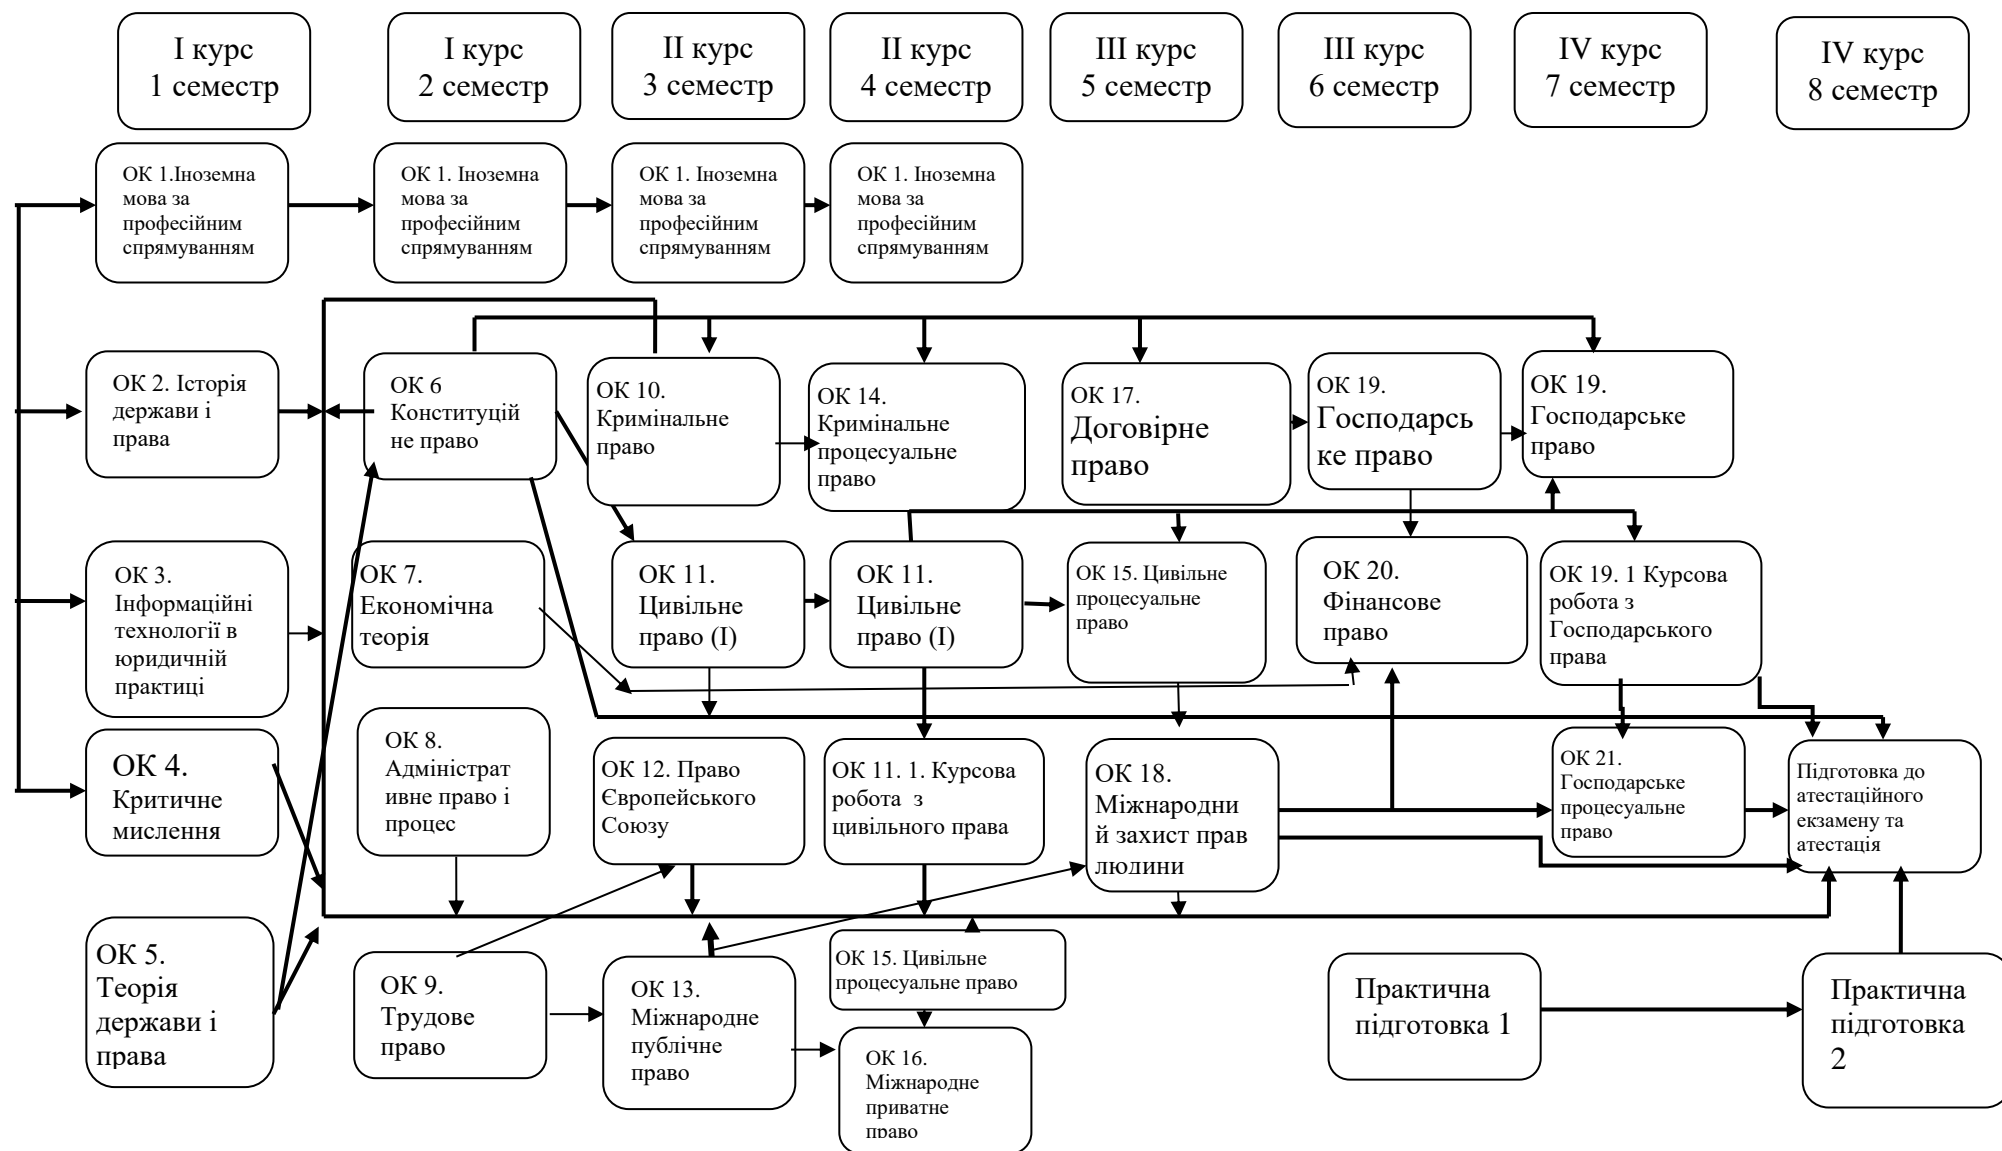 І курс
1 семестр
І курс
2 семестр
ІІ курс
3 семестр
ІІ курс
4 семестр
ІІІ курс
5 семестр
ІІІ курс
6 семестр
IV курс
7 семестр
IV курс
8 семестр
ОК 1.Іноземна
мова за
професійним
спрямуванням
ОК 1. Іноземна
мова за
професійним
спрямуванням
ОК 1. Іноземна
мова за
професійним
спрямуванням
ОК 1. Іноземна
мова за
професійним
спрямуванням
ОК 2. Історія
держави і
права
ОК 6
Конституцій
не право
ОК 10.
Кримінальне
право
ОК 14.
Кримінальне
процесуальне
право
ОК 17.
Договірне
право
ОК 19.
Господарсь
ке право
ОК 19.
Господарське
право
ОК 3.
Інформаційні
технології в
юридичній
практиці
ОК 7.
Економічна
теорія
ОК 11.
Цивільне
право (І)
ОК 11.
Цивільне
право (І)
ОК 15. Цивільне
процесуальне
право
ОК 20.
Фінансове
право
ОК 19. 1 Курсова
робота з
Господарського
права
ОК 4.
Критичне
мислення
ОК 8.
Адміністрат
ивне право і
процес
ОК 12. Право
Європейського
Союзу
ОК 11. 1. Курсова
робота з
цивільного права
ОК 18.
Міжнародни
й захист прав
людини
ОК 21.
Господарське
процесуальне
право
Підготовка до
атестаційного
екзамену та
атестація
ОК 5.
Теорія
держави і
права
ОК 9.
Трудове
право
ОК 13.
Міжнародне
публічне
право
ОК 15. Цивільне
процесуальне право
ОК 16.
Міжнародне
приватне
право
Практична
підготовка 1
Практична
підготовка
2